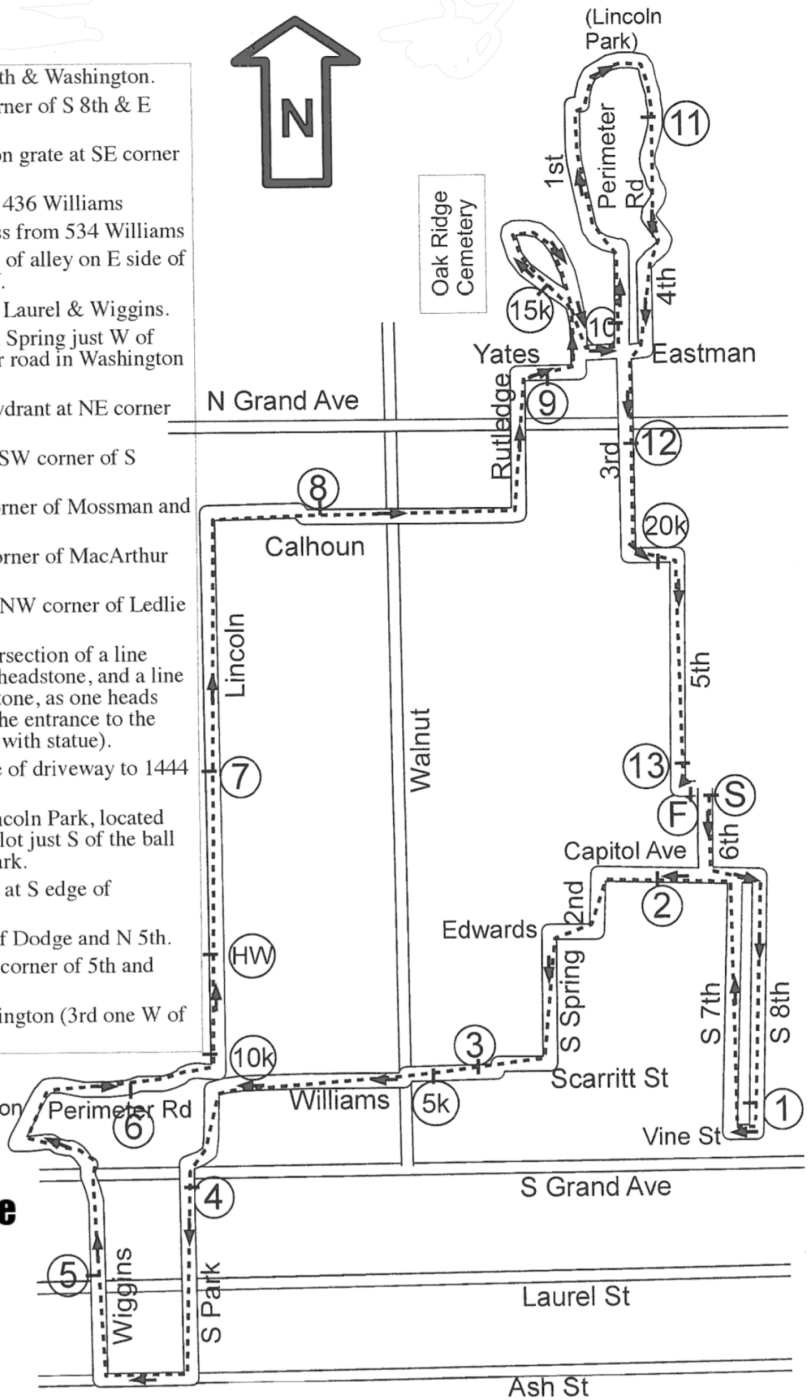 th & Washington.
rner of S 8th & E
on grate at SE corner
436 Williams
ss from 534 Williams
of alley on E side of
Laurel & Wiggins.
Spring just W of
r road in Washington
ydrant at NE corner
SW corner of S
orner of Mossman and
orner of MacArthur
NW corner of Ledlie
rsection of a line
headstone, and a line
tone, as one heads
he entrance to the
with statue).
e of driveway to 1444
ncoln Park, located
lot just S of the ball
ark.
at S edge of
f Dodge and N 5th.
corner of 5th and
ington (3rd one W of
N
(Lincoln
Park)
11
1st
Perimeter
Rd
Oak Ridge
Cemetery
4th
15k
10
Yates
Eastman
9
N Grand Ave
Rutledge
3rd
12
8
20k
Calhoun
Lincoln
5th
Walnut
7
13
F
S
6th
Capitol Ave
2nd
2
Edwards
HW
S Spring
S 7th
S 8th
3
10k
Scarritt St
Williams
5k
1
on
Perimeter Rd
6
Vine St
S Grand Ave
4
e
5
Wiggins
S Park
Laurel St
Ash St